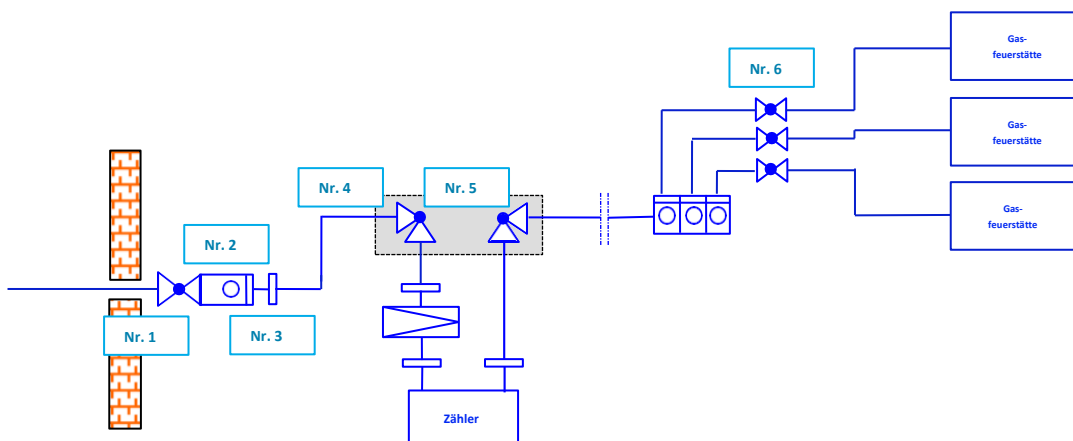 Gas-
feuerstätte
Nr. 6
Gas-
feuerstätte
Nr. 4
Nr. 5
Gas-
feuerstätte
Nr. 2
Nr. 1
Nr. 3
Zähler